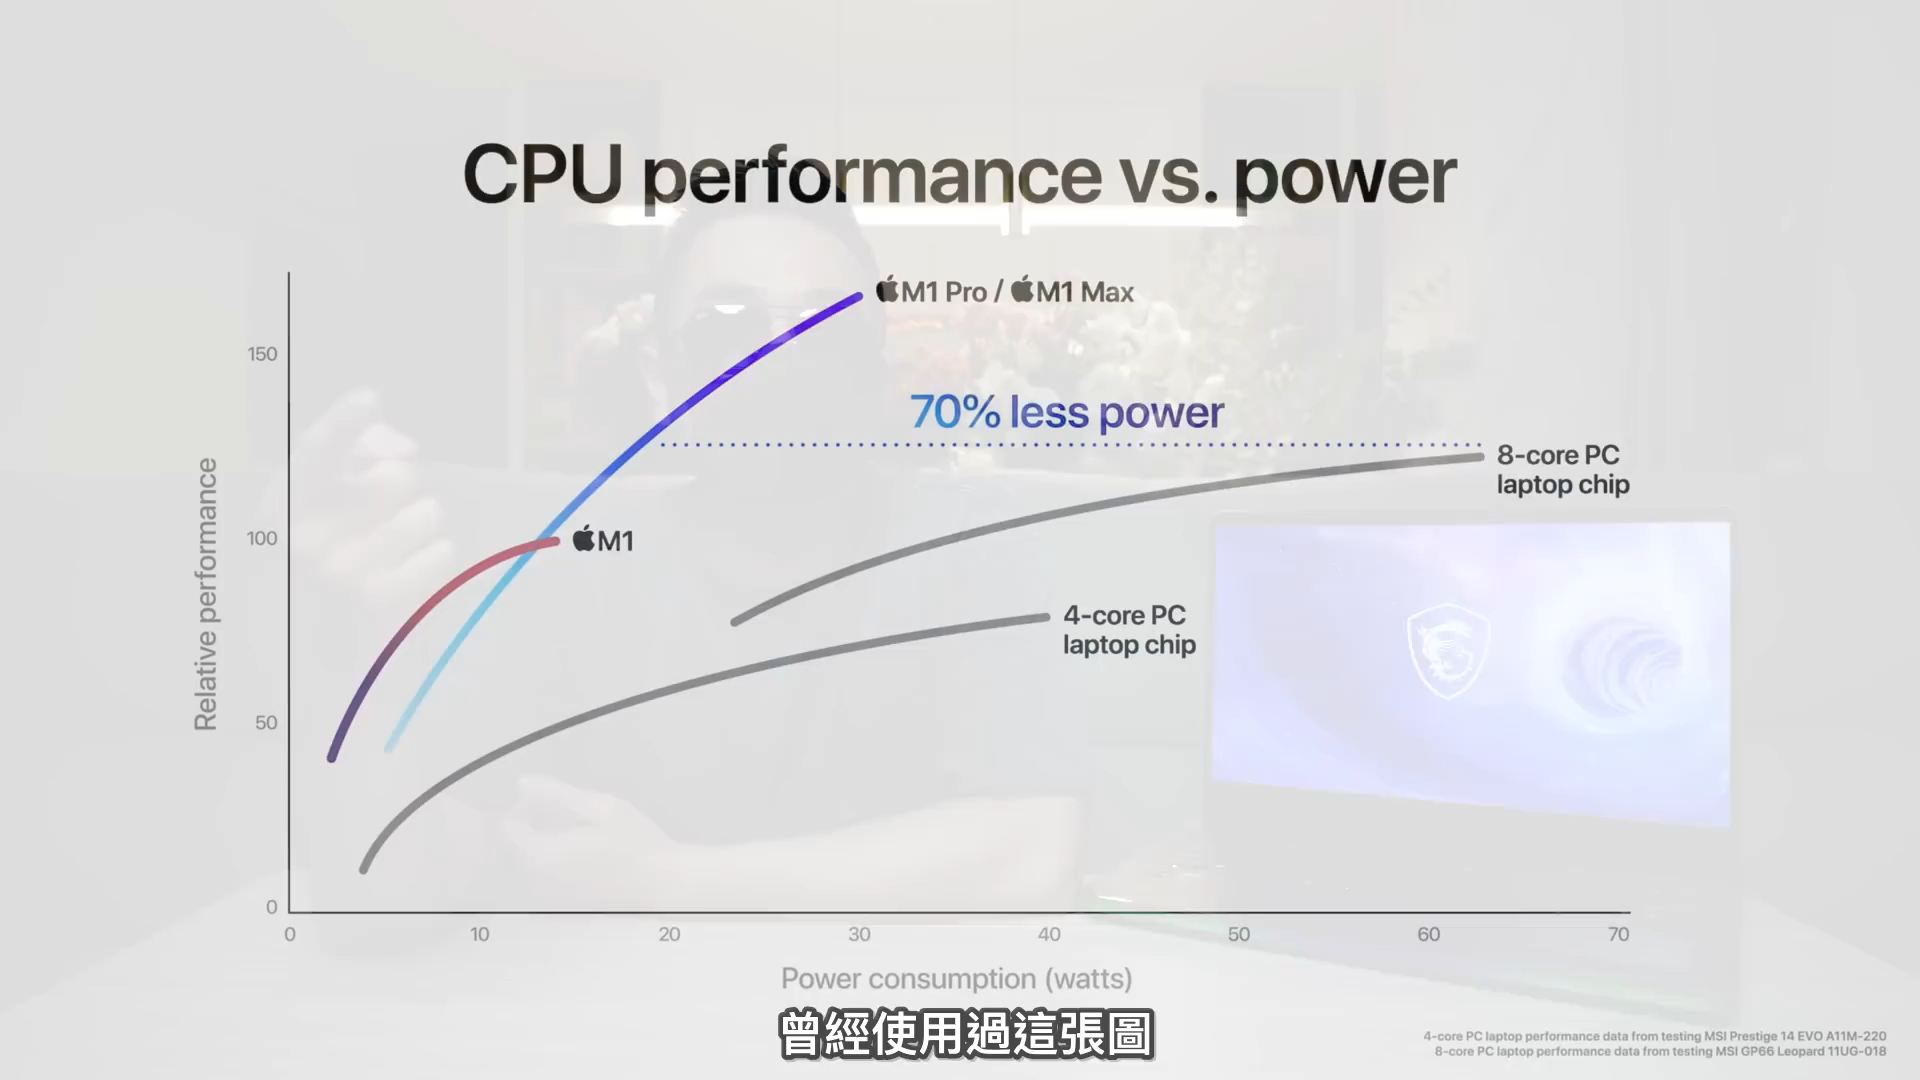 CPU performance vs. power
M1 Pro / M1 Max
150
70% less power
8-core PC
laptop chip
Relative performance
100
M1
4-core PC
laptop chip
50
0
0 10 20 30 40 50 60 70
Power consumption (watts)
曾經使用過這張圖
4-core PC laptop performance data from testing MSI Prestige 14 EVO A11M-220
8-core PC laptop performance data from testing MSI GP66 Leopard 11UG-018